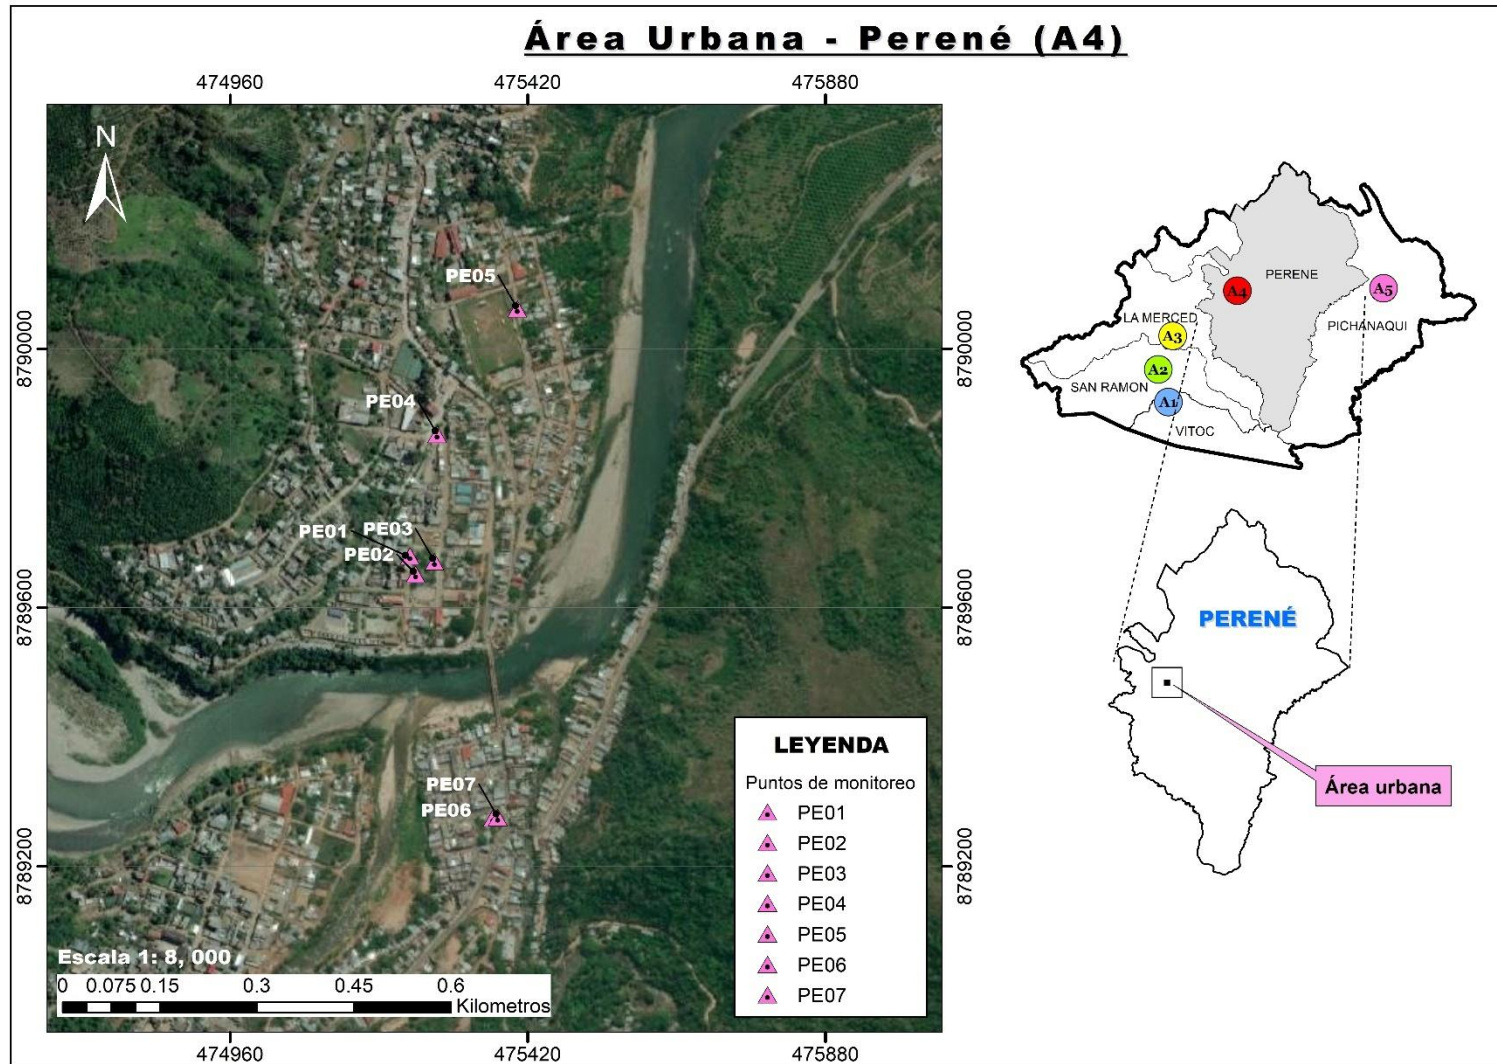 Área Urbana - Perené (A4)
474960
475420
475880
N
8790000
8789600
8789200
8790000
8789600
8789200
PE05
PE04
PE01
PE03
PE02
PE07
PE06
LEYENDA
Puntos de monitoreo
PE01
PE02
PE03
PE04
PE05
PE06
PE07
Escala 1: 8, 000
0 0.075 0.15 0.3 0.45 0.6
Kilometros
474960
475420
475880
PERENE
A4
A5
PICHANAQUI
LA MERCED
A3
A2
SAN RAMON
A1
VITOC
PERENÉ
Área urbana